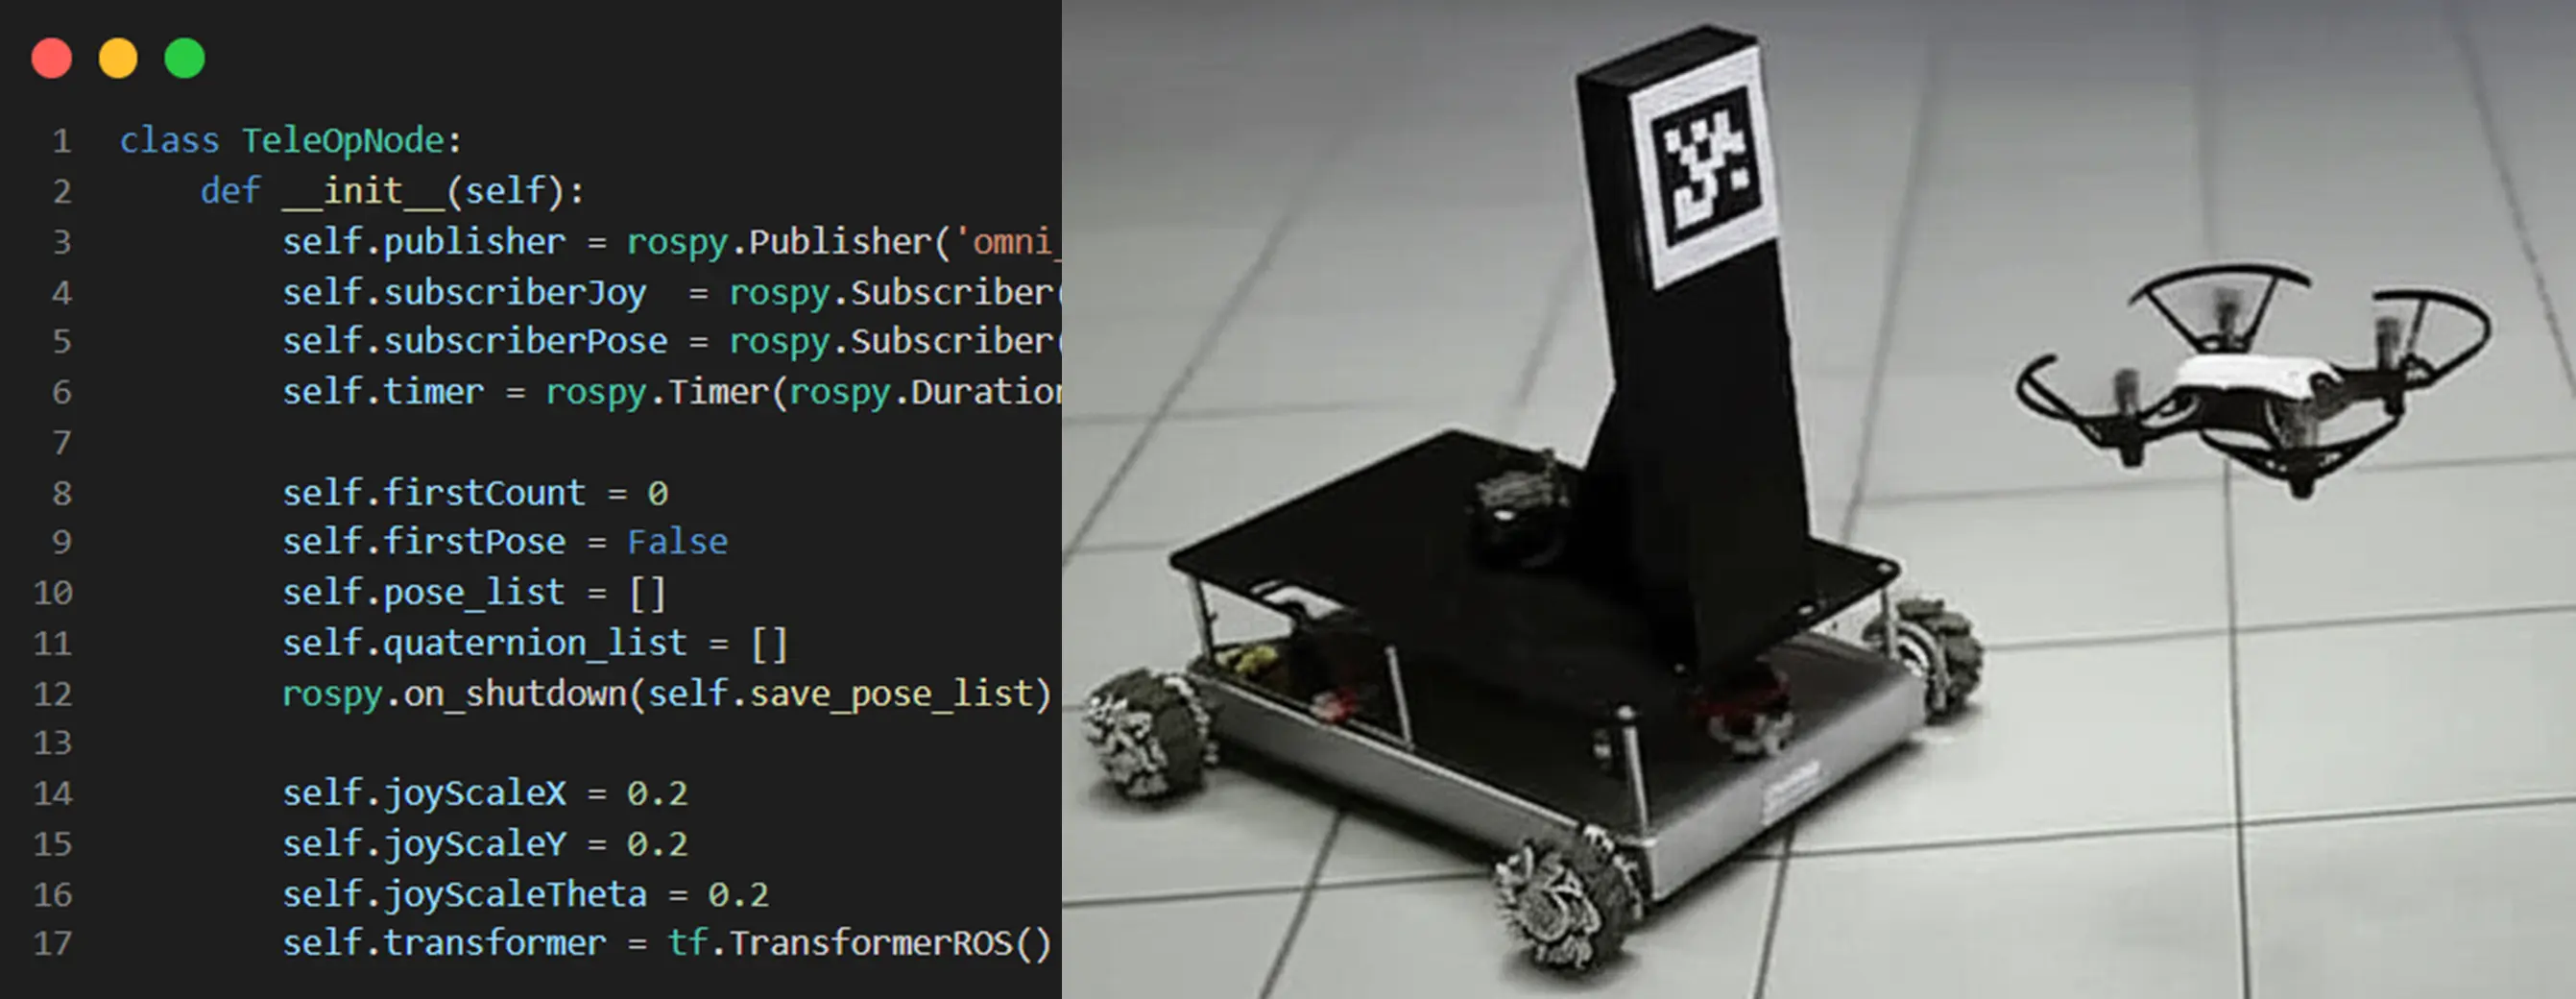 1 class TeleOpNode:
2 def __init__(self):
3 self.publisher = rospy.Publisher('omni_
4 self.subscriberJoy = rospy.Subscriber(
5 self.subscriberPose = rospy.Subscriber(
6 self.timer = rospy.Timer(rospy.Duration
7
8 self.firstCount = 0
9 self.firstPose = False
10 self.pose_list = []
11 self.quaternion_list = []
12 rospy.on_shutdown(self.save_pose_list)
13
14 self.joyScaleX = 0.2
15 self.joyScaleY = 0.2
16 self.joyScaleTheta = 0.2
17 self.transformer = tf.TransformerROS()